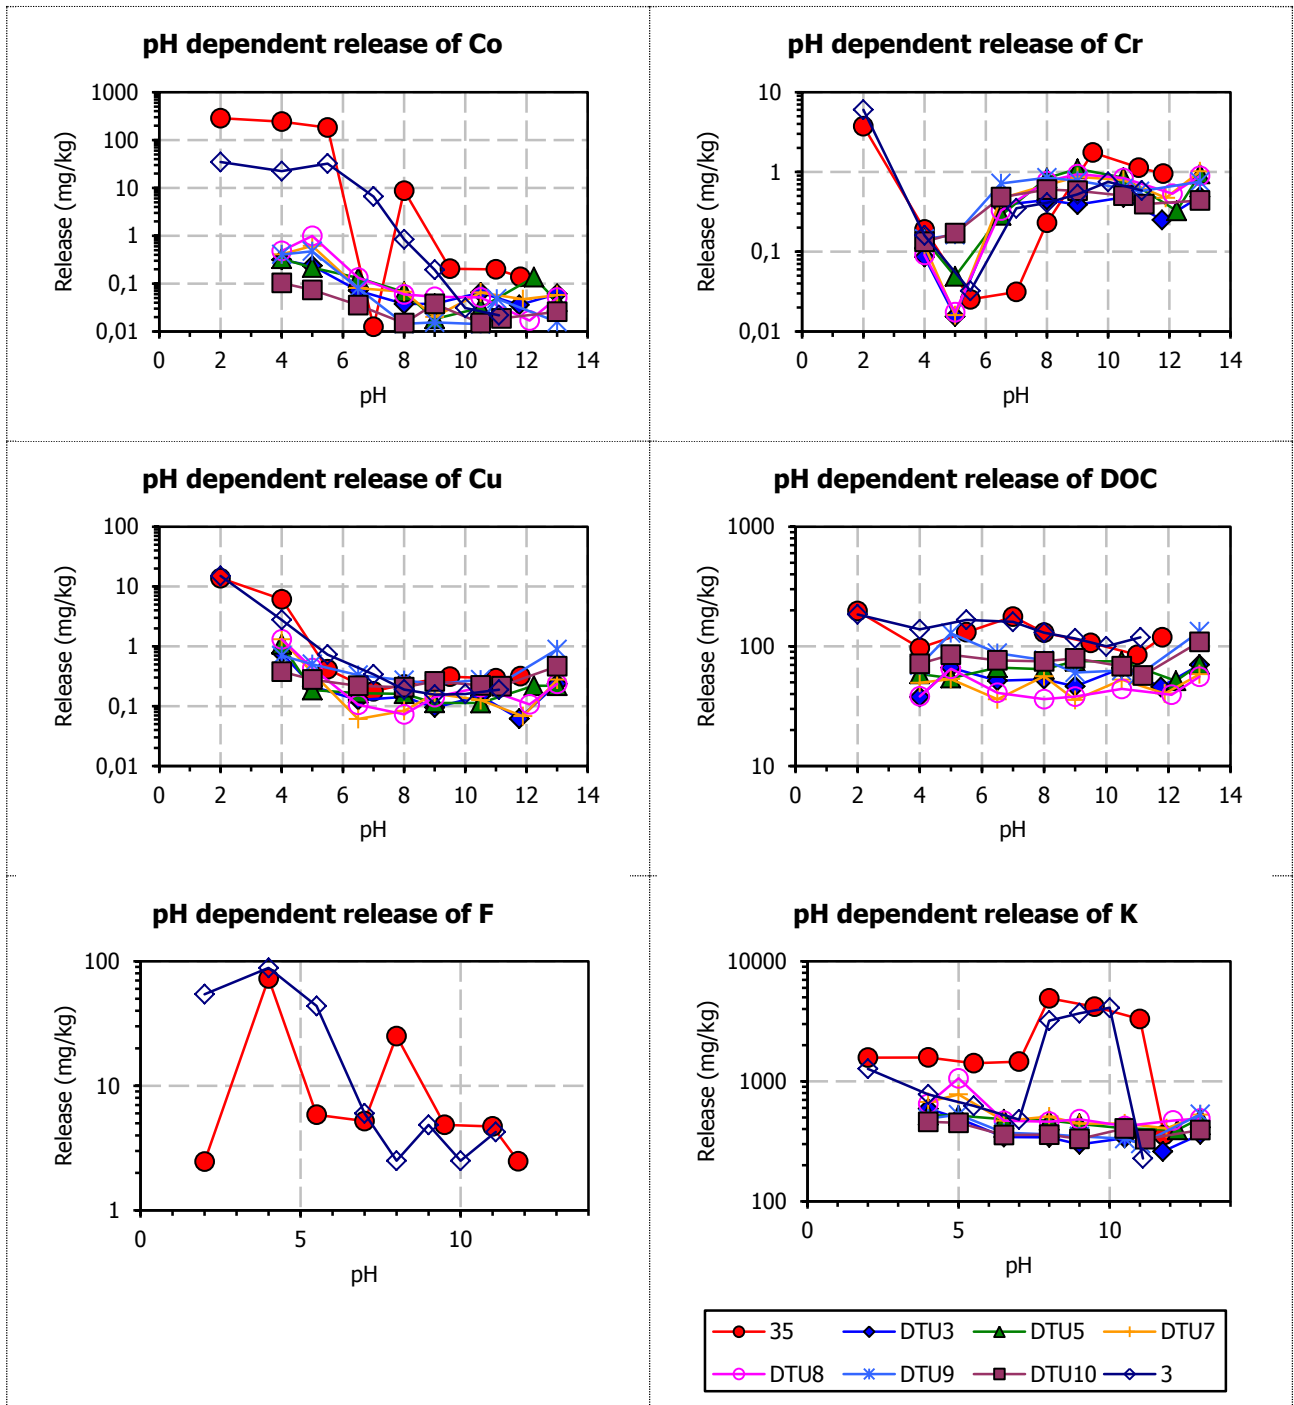 pH dependent release of Co
1000
100
10
1
0,1
0,01
Release (mg/kg)
0 2 4 6 8 10 12 14
pH
pH dependent release of Cr
10
1
0,1
0,01
Release (mg/kg)
0 2 4 6 8 10 12 14
pH
pH dependent release of Cu
100
10
1
0,1
0,01
Release (mg/kg)
0 2 4 6 8 10 12 14
pH
pH dependent release of DOC
1000
100
10
Release (mg/kg)
0 2 4 6 8 10 12 14
pH
pH dependent release of F
100
10
1
Release (mg/kg)
0 5 10
pH
pH dependent release of K
10000
1000
100
Release (mg/kg)
0 5 10
pH
35 DTU3 DTU5 DTU7
DTU8 DTU9 DTU10 3